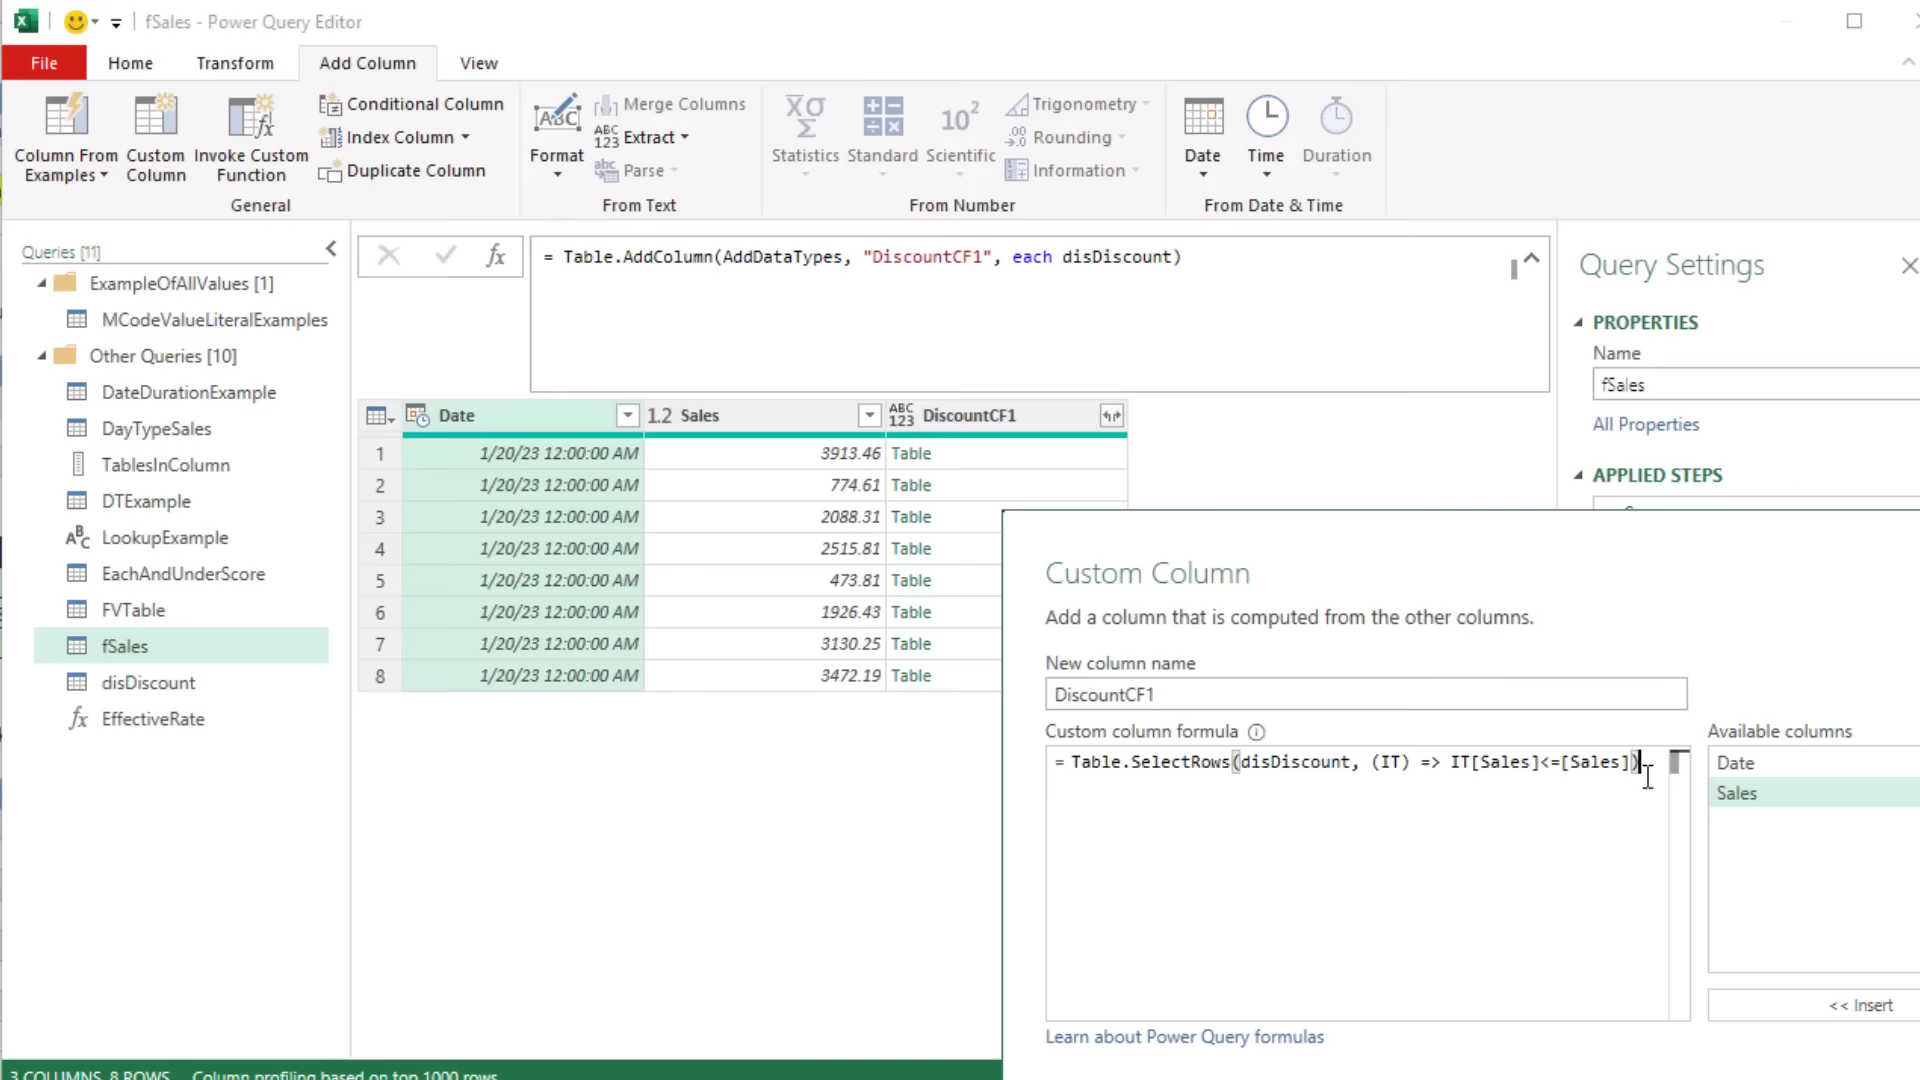 fSales - Power Query Editor
File Home Transform Add Column View
Column From Examples
Custom Column
Invoke Custom Function
Conditional Column
Index Column
Duplicate Column
General
Format
Merge Columns
Extract
Parse
From Text
Statistics
Standard
Scientific
Trigonometry
Rounding
Information
From Number
Date
Time
Duration
From Date & Time
Queries [11]
ExampleOfAllValues [1]
MCodeValueLiteralExamples
Other Queries [10]
DateDurationExample
DayTypeSales
TablesInColumn
DTExample
LookupExample
EachAndUnderScore
FVTable
fSales
disDiscount
EffectiveRate
= Table.AddColumn(AddDataTypes, "DiscountCF1", each disDiscount)
Date 1.2 Sales ABC 123 DiscountCF1
1 1/20/23 12:00:00 AM 3913.46 Table
2 1/20/23 12:00:00 AM 774.61 Table
3 1/20/23 12:00:00 AM 2088.31 Table
4 1/20/23 12:00:00 AM 2515.81 Table
5 1/20/23 12:00:00 AM 473.81 Table
6 1/20/23 12:00:00 AM 1926.43 Table
7 1/20/23 12:00:00 AM 3130.25 Table
8 1/20/23 12:00:00 AM 3472.19 Table
Query Settings
PROPERTIES
Name
fSales
All Properties
APPLIED STEPS
Custom Column
Add a column that is computed from the other columns.
New column name
DiscountCF1
Custom column formula
= Table.SelectRows(disDiscount, (IT) => IT[Sales]<=[Sales])
Available columns
Date
Sales
<< Insert
Learn about Power Query formulas
3 COLUMNS, 8 ROWS Column profiling based on top 1000 rows